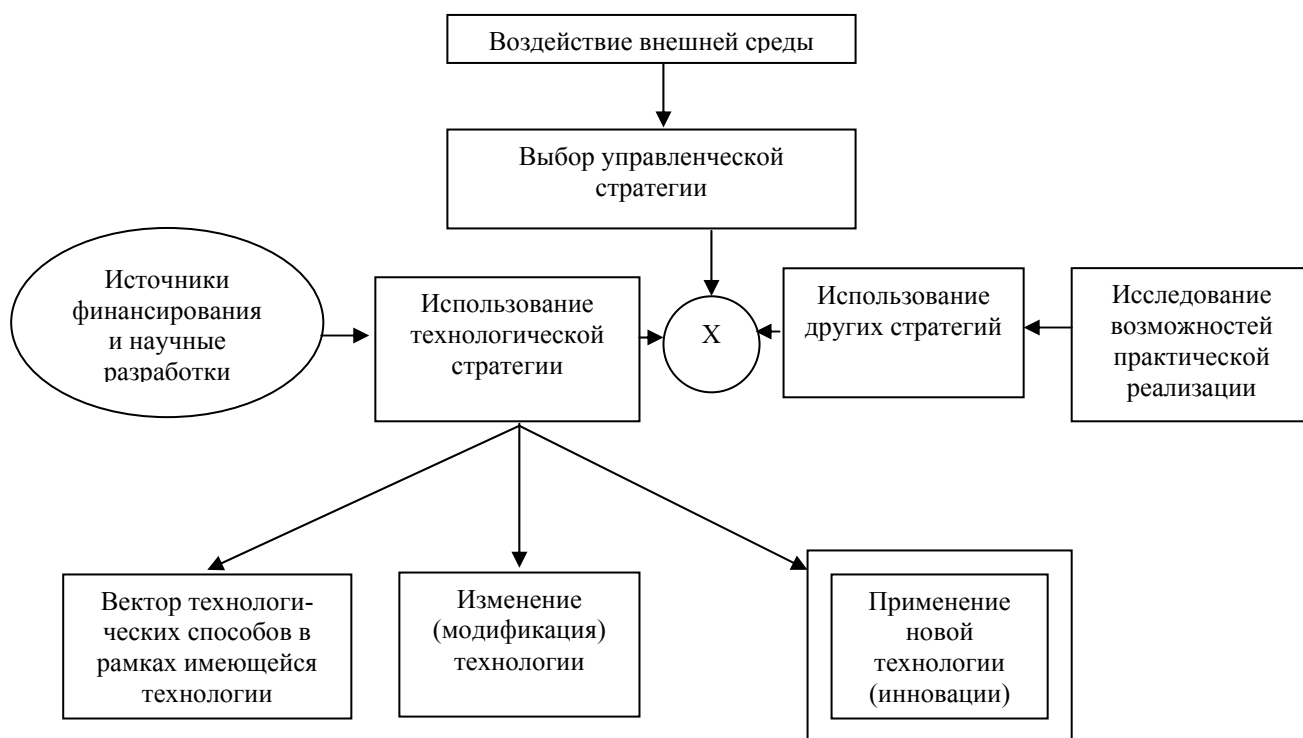 Воздействие внешней среды
Выбор управленческой
стратегии
Источники
финансирования
и научные
разработки
Использование
технологической
стратегии
X
Использование
других стратегий
Исследование
возможностей
практической
реализации
Вектор технологи-
ческих способов в
рамках имеющейся
технологии
Изменение
(модификация)
технологии
Применение
новой
технологии
(инновации)